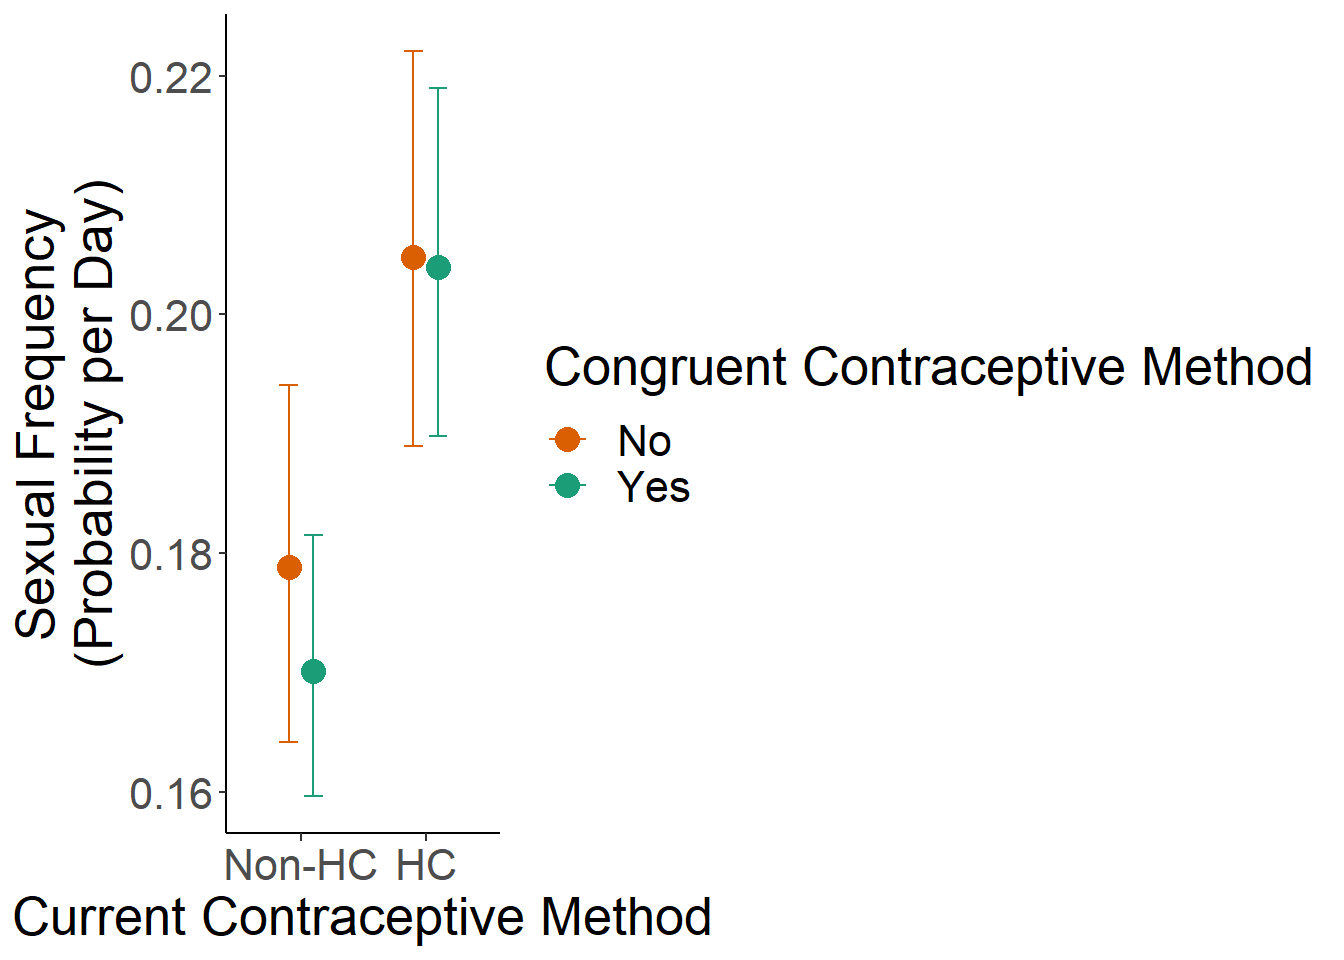 Sexual Frequency
(Probability per Day)
0.22
0.20
0.18
0.16
Non-HC HC
Current Contraceptive Method
Congruent Contraceptive Method
No
Yes